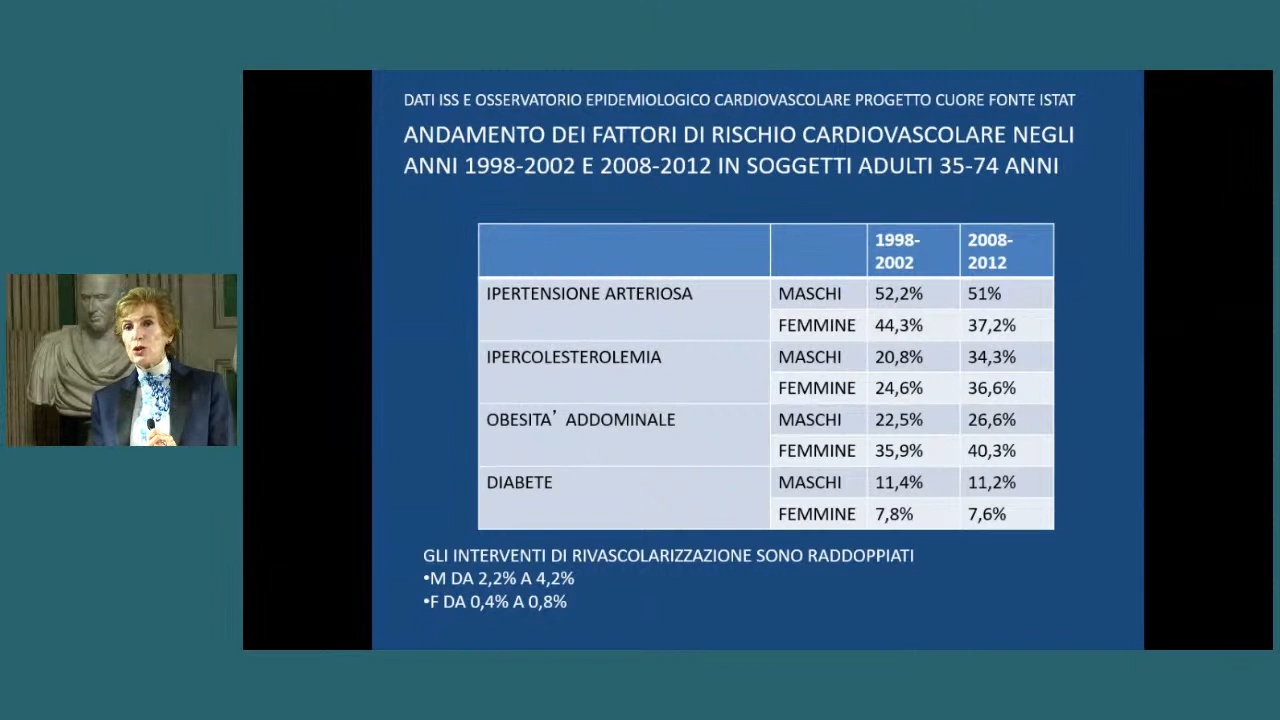 DATI ISS E OSSERVATORIO EPIDEMIOLOGICO CARDIOVASCOLARE PROGETTO CUORE FONTE ISTAT
ANDAMENTO DEI FATTORI DI RISCHIO CARDIOVASCOLARE NEGLI
ANNI 1998-2002 E 2008-2012 IN SOGGETTI ADULTI 35-74 ANNI
1998-
2002
2008-
2012
IPERTENSIONE ARTERIOSA MASCHI 52,2% 51%
FEMMINE 44,3% 37,2%
IPERCOLESTEROLEMIA MASCHI 20,8% 34,3%
FEMMINE 24,6% 36,6%
OBESITA’ ADDOMINALE MASCHI 22,5% 26,6%
FEMMINE 35,9% 40,3%
DIABETE MASCHI 11,4% 11,2%
FEMMINE 7,8% 7,6%
GLI INTERVENTI DI RIVASCOLARIZZAZIONE SONO RADDOPPIATI
•M DA 2,2% A 4,2%
•F DA 0,4% A 0,8%